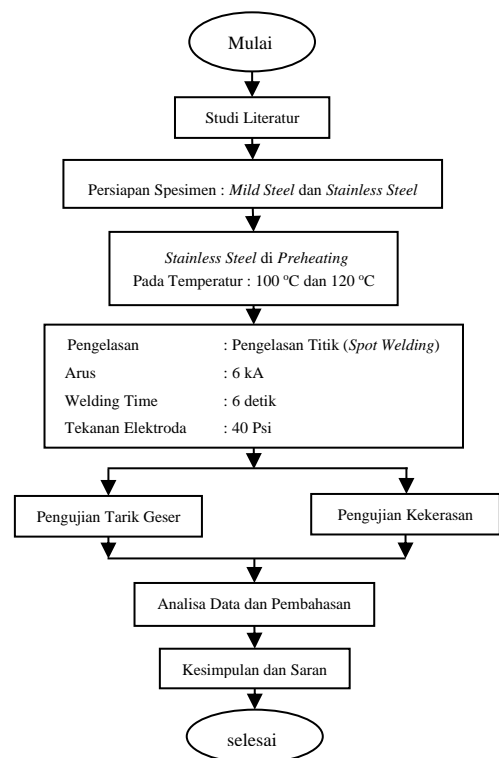 Mulai
Studi Literatur
Persiapan Spesimen : Mild Steel dan Stainless Steel
Stainless Steel di Preheating
Pada Temperatur : 100 °C dan 120 °C
Pengelasan : Pengelasan Titik (Spot Welding)
Arus : 6 kA
Welding Time : 6 detik
Tekanan Elektroda : 40 Psi
Pengujian Tarik Geser
Pengujian Kekerasan
Analisa Data dan Pembahasan
Kesimpulan dan Saran
selesai